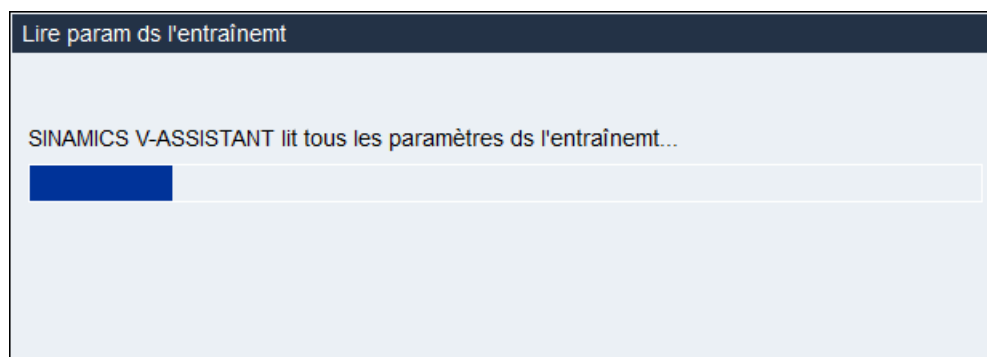 Lire param ds l'entraînemt
SINAMICS V-ASSISTANT lit tous les paramètres ds l'entraînemt...